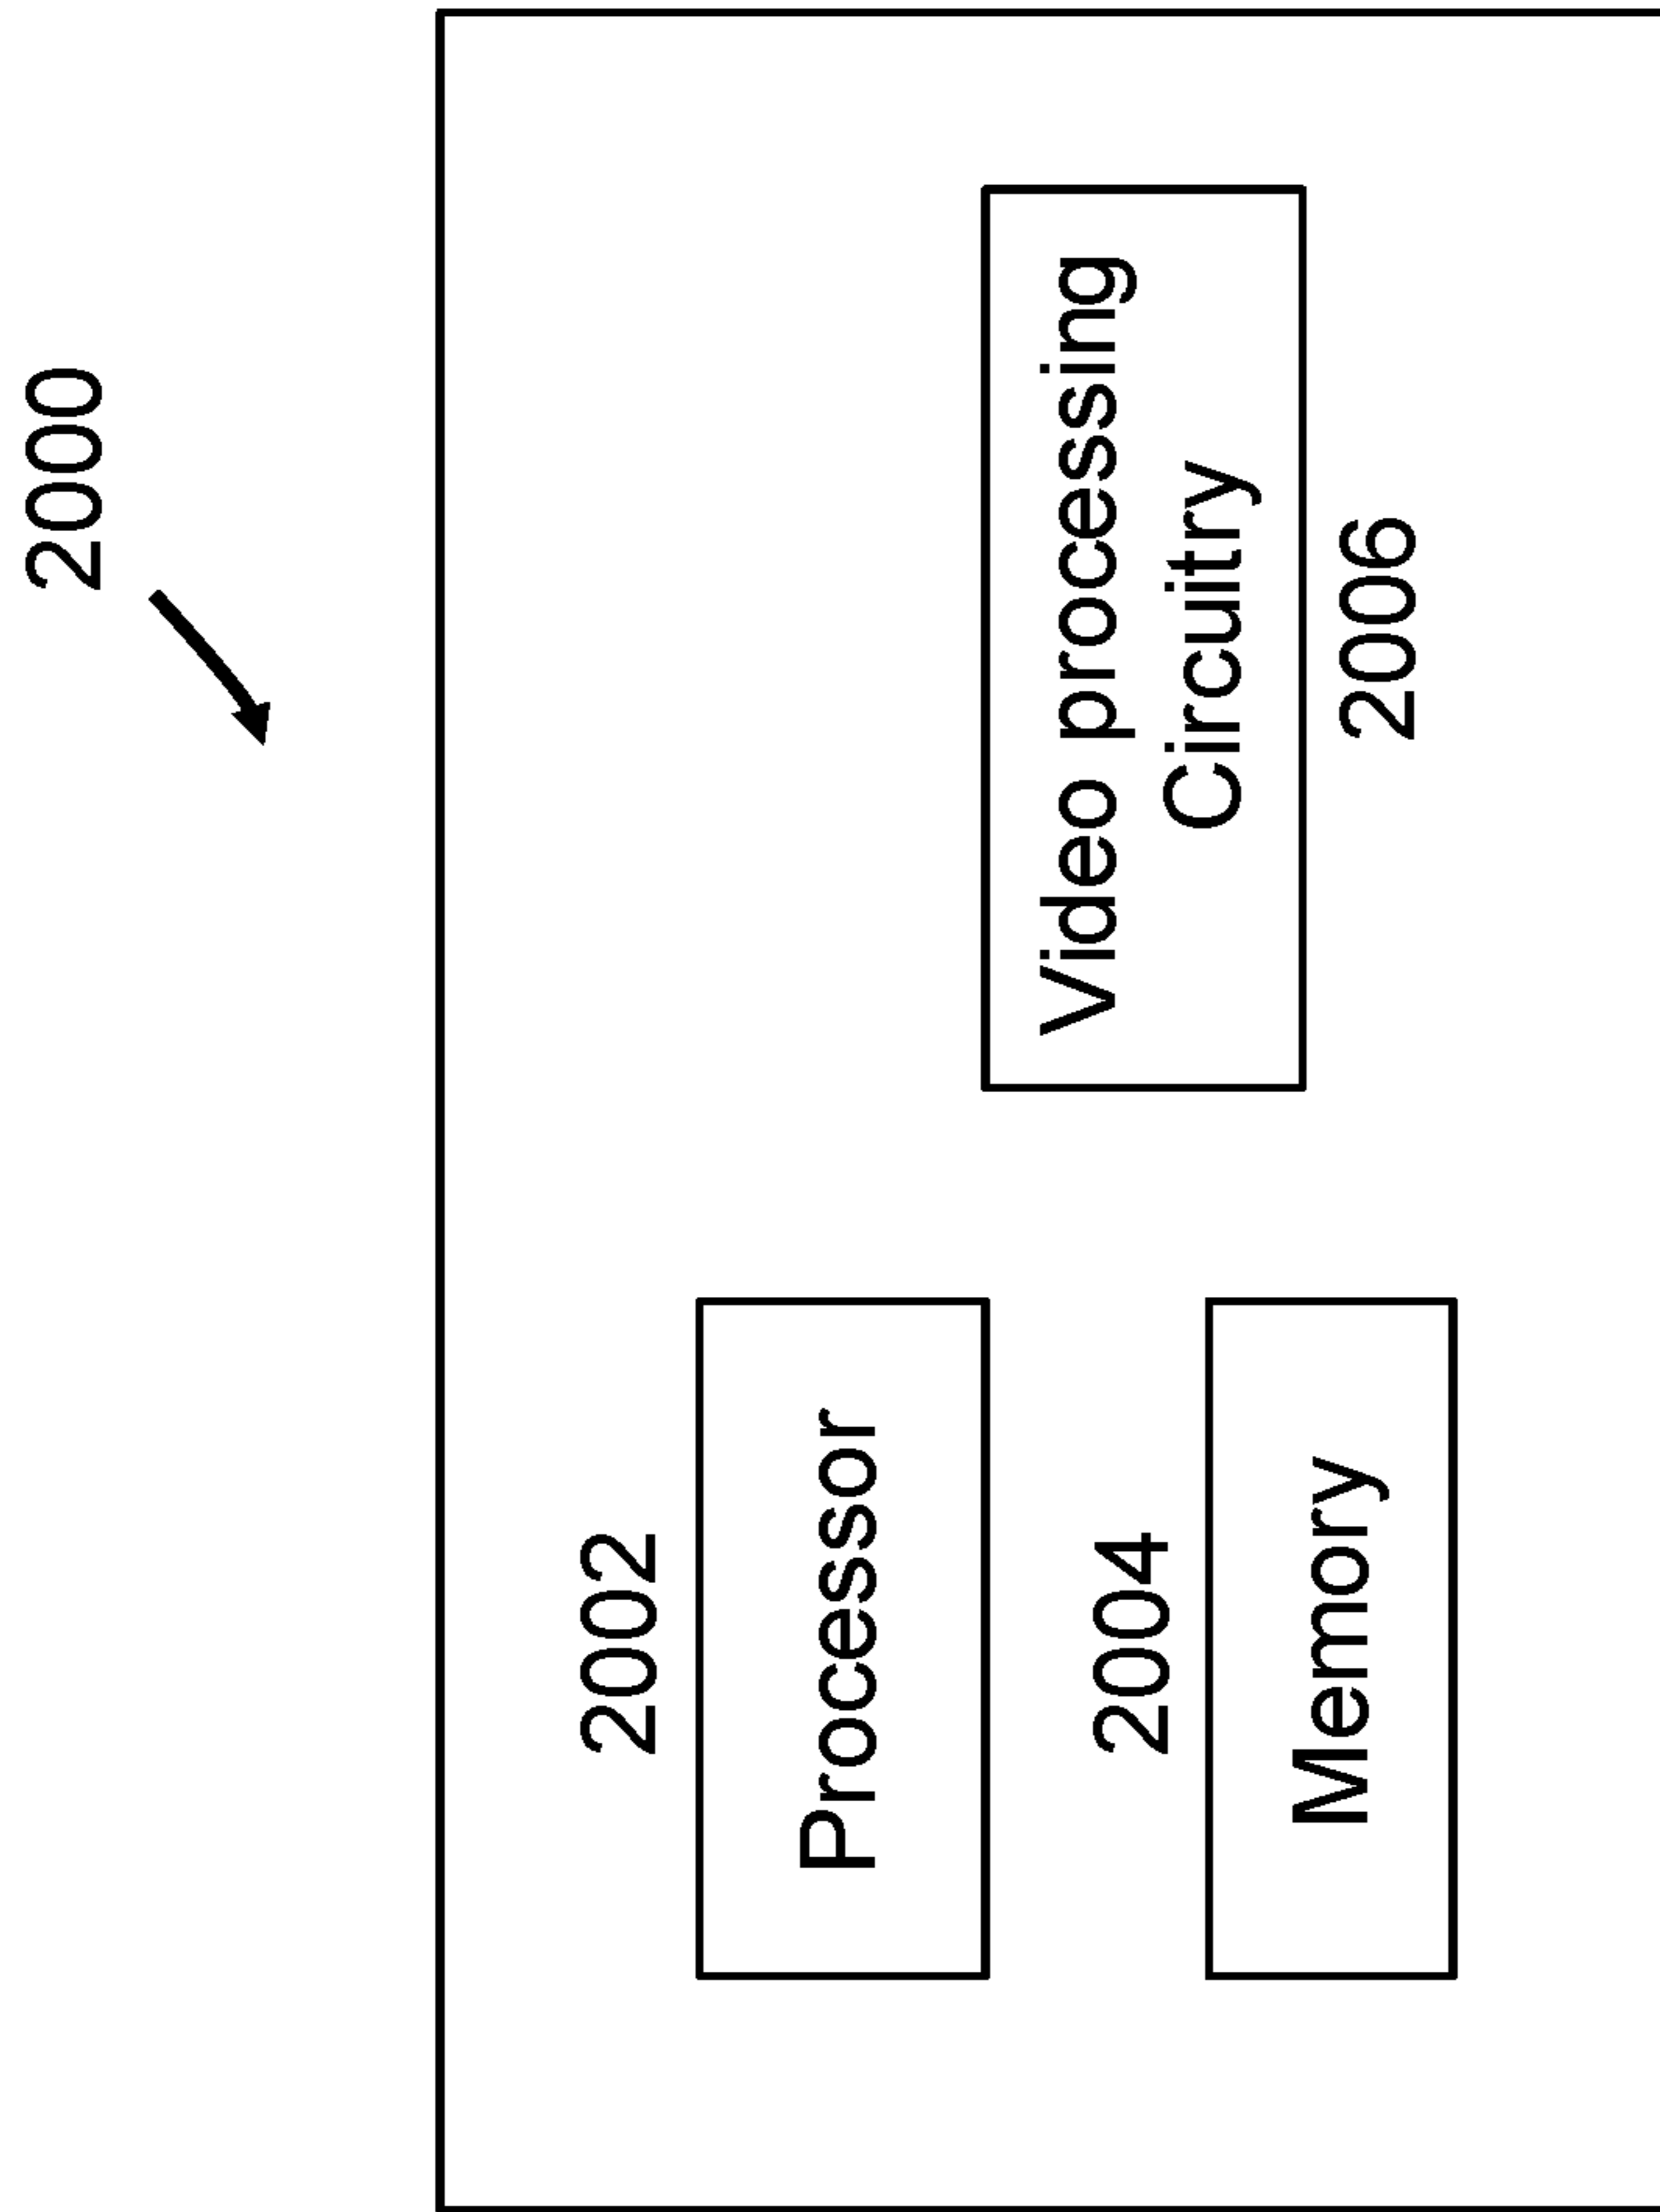 2000
2002
Processor
2004
Memory
Video processing
Circuitry
2006